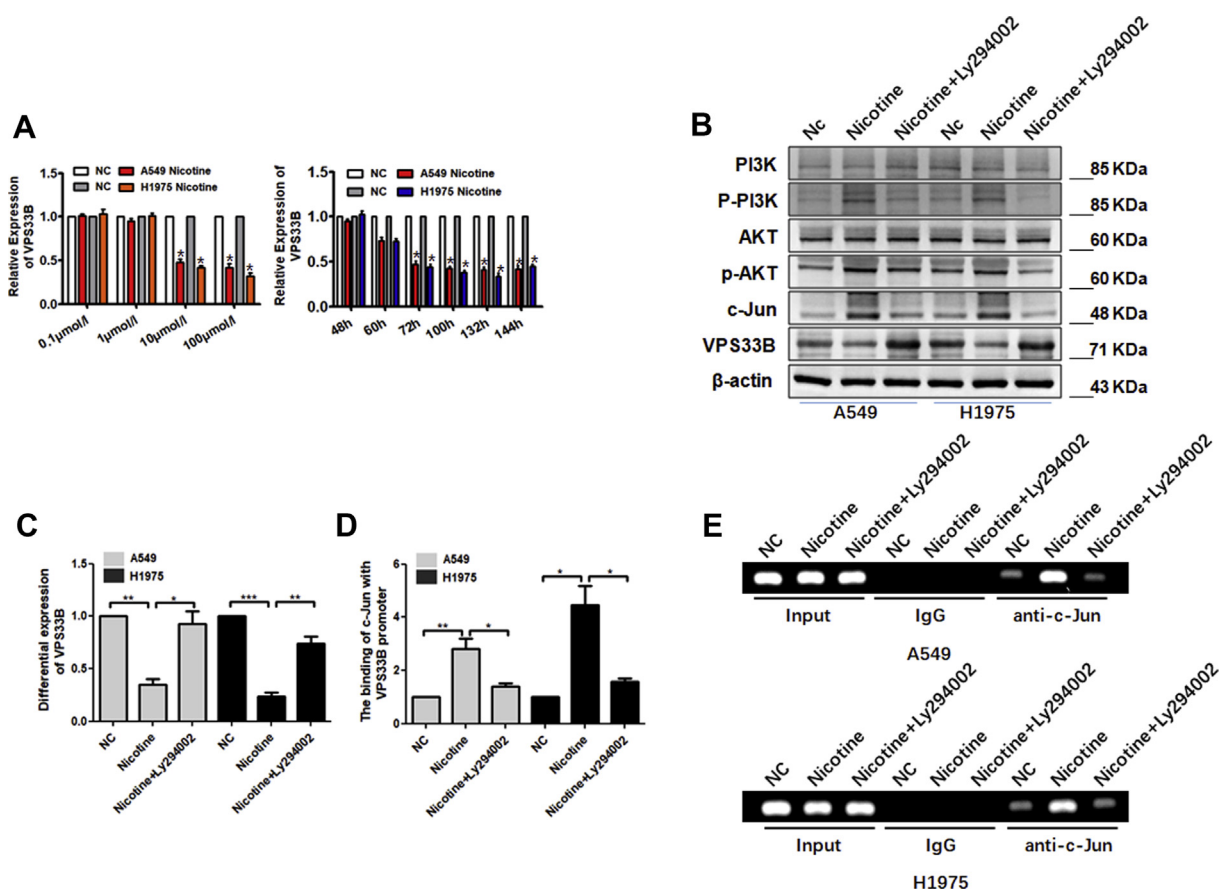 A
NC A549 Nicotine
NC H1975 Nicotine
Relative Expression of VPS33B
1.5
1.0
0.5
0.0
0.1μmol/l
1μmol/l
10μmol/l
100μmol/l
* * * *
NC A549 Nicotine
NC H1975 Nicotine
Relative Expression of VPS33B
1.5
1.0
0.5
0.0
48h
60h
72h
100h
132h
144h
* * * * * * * *
B
Nc
Nicotine
Nicotine+Ly294002
Nc
Nicotine
Nicotine+Ly294002
PI3K 85 KDa
P-PI3K 85 KDa
AKT 60 KDa
p-AKT 60 KDa
c-Jun 48 KDa
VPS33B 71 KDa
β-actin 43 KDa
A549 H1975
C
A549
H1975
Differential expression of VPS33B
1.5
1.0
0.5
0.0
** * *** **
NC
Nicotine
Nicotine+Ly294002
NC
Nicotine
Nicotine+Ly294002
D
A549
H1975
The binding of c-Jun with VPS33B promoter
6
4
2
0
** * * *
NC
Nicotine
Nicotine+Ly294002
NC
Nicotine
Nicotine+Ly294002
E
NC
Nicotine
Nicotine+Ly294002
NC
Nicotine
Nicotine+Ly294002
NC
Nicotine
Nicotine+Ly294002
Input IgG anti-c-Jun
A549
NC
Nicotine
Nicotine+Ly294002
NC
Nicotine
Nicotine+Ly294002
NC
Nicotine
Nicotine+Ly294002
Input IgG anti-c-Jun
H1975